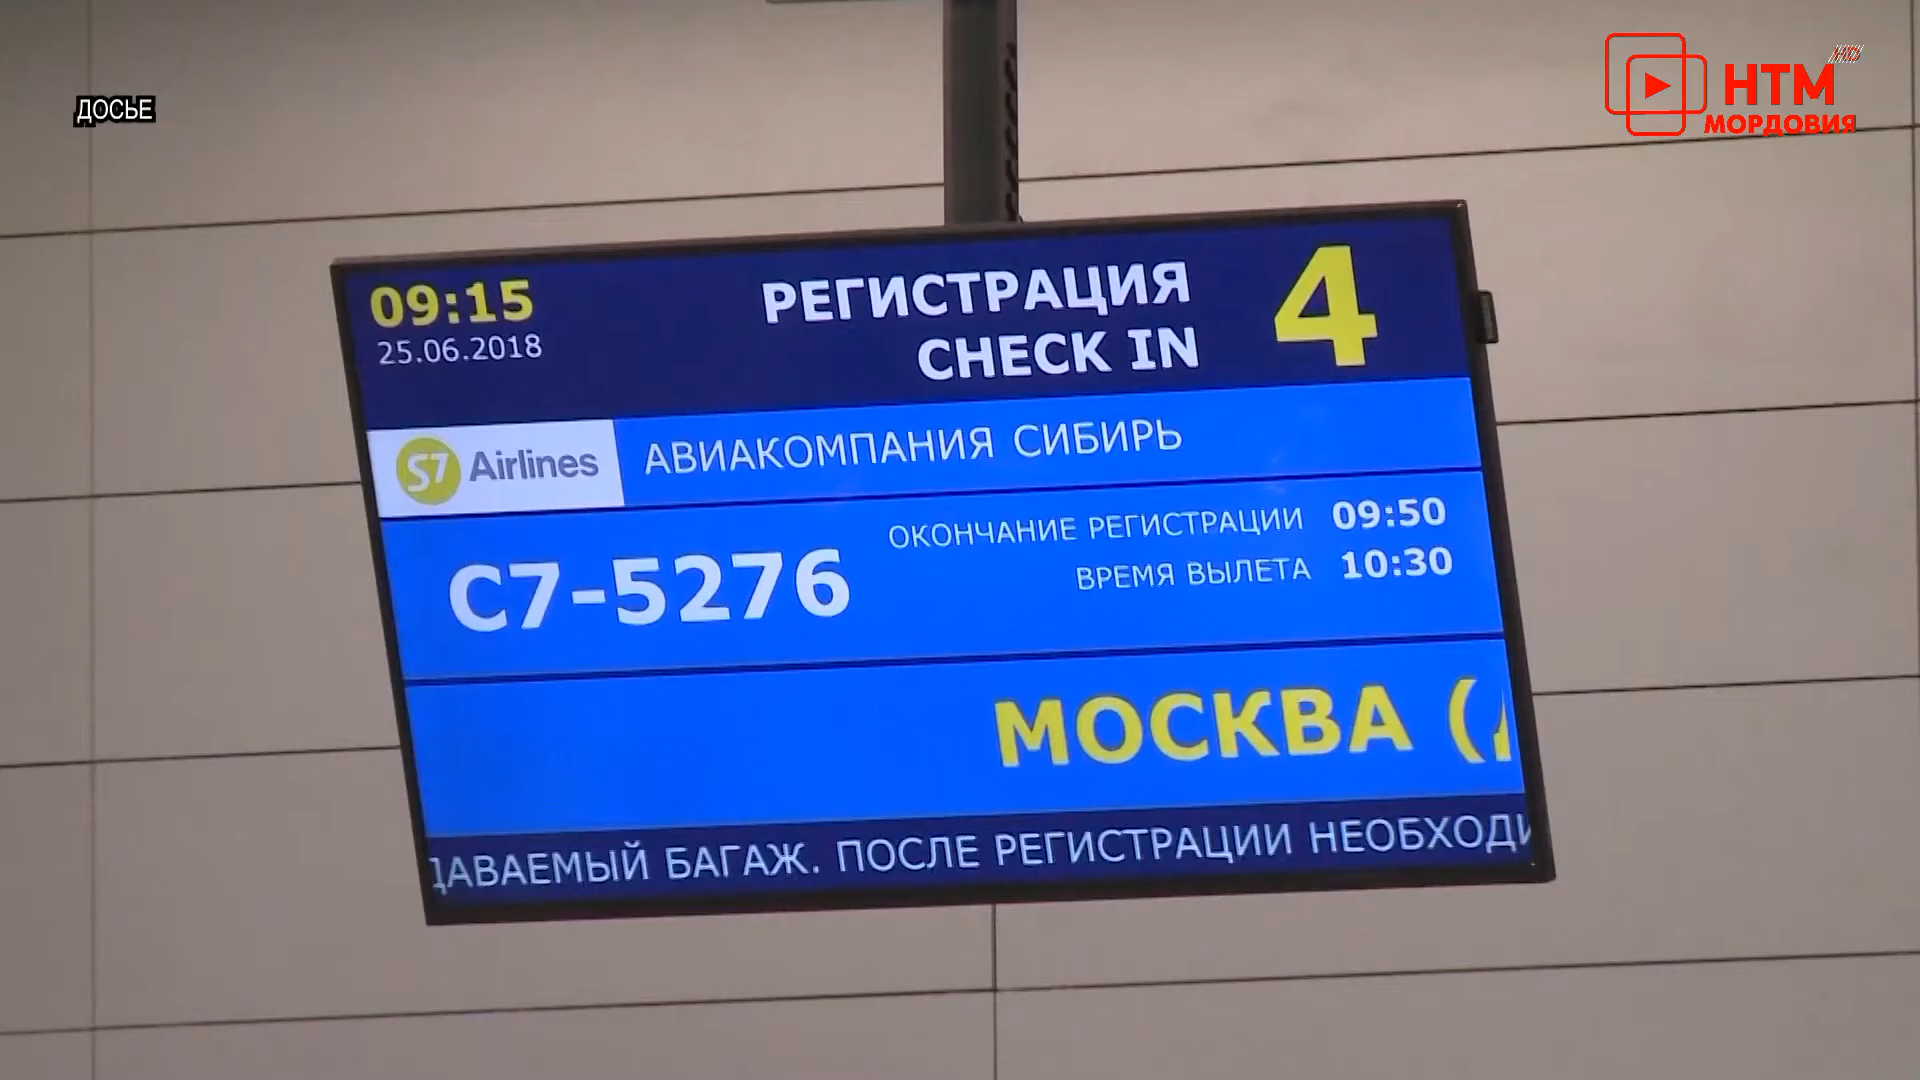 ДОСЬЕ
НТМ HD
МОРДОВИЯ
09:15
25.06.2018
РЕГИСТРАЦИЯ
CHECK IN
4
S7 Airlines
АВИАКОМПАНИЯ СИБИРЬ
С7-5276
ОКОНЧАНИЕ РЕГИСТРАЦИИ 09:50
ВРЕМЯ ВЫЛЕТА 10:30
МОСКВА (
ДАВАЕМЫЙ БАГАЖ. ПОСЛЕ РЕГИСТРАЦИИ НЕОБХОДИ